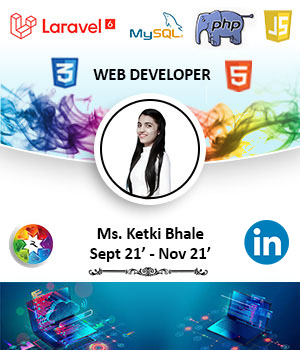 Laravel 6
MySQL php JS
3 WEB DEVELOPER 5
Ms. Ketki Bhale
Sept 21’ - Nov 21’
in